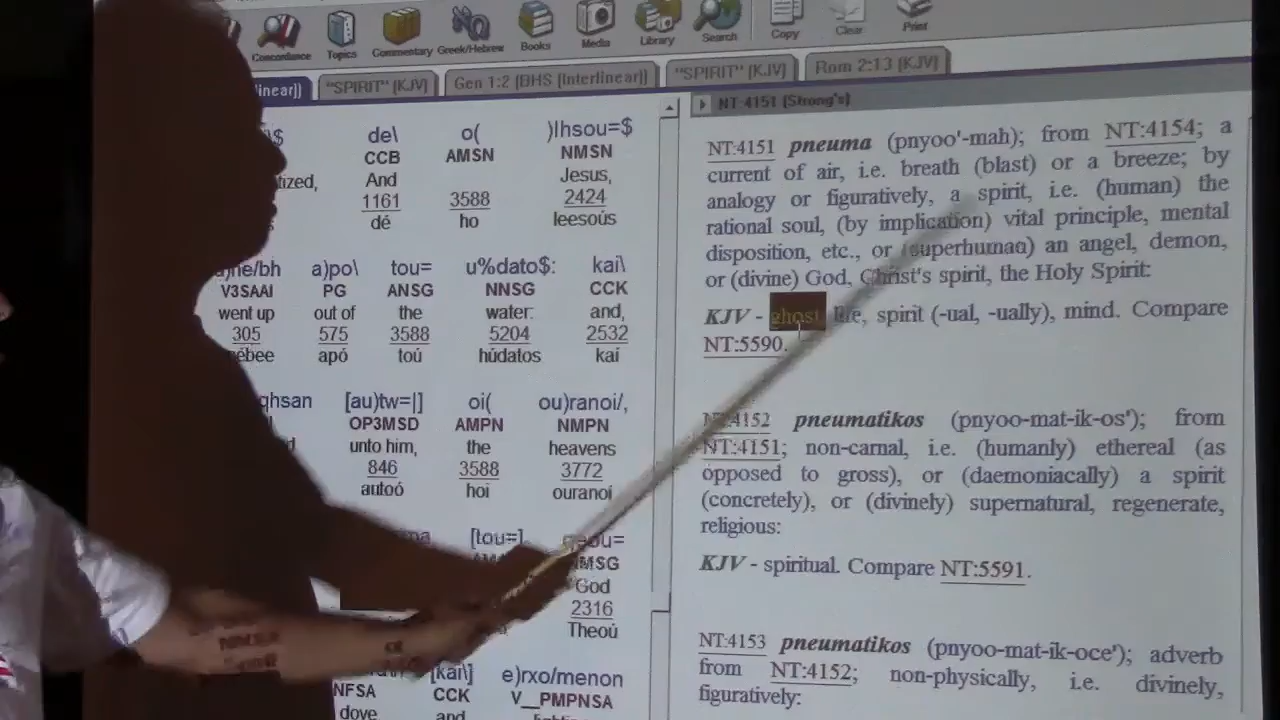 Concordance Topics Commentary Greek/Hebrew Books Media Library Search Copy Clear Print
linear]) "SPIRIT" (KJV) Gen 1:2 (BHS (Interlinear)) "SPIRIT" (KJV) Rom 2:13 (KJV)
NT:4151 (Strong's)
\$ de\ o( )Ihsou=$
CCB AMSN NMSN
tized, And Jesus,
1161 3588 2424
dé ho Ieesoús
)ne/bh a)po\ tou= u%dato$: kai\
V3SAAI PG ANSG NNSG CCK
went up out of the water: and,
305 575 3588 5204 2532
ébee apó toú húdatos kaí
qhsan [au)tw=|] oi( ou)ranoi/,
OP3MSD AMPN NMPN
unto him, the heavens
846 3588 3772
autoó hoi ouranoí
[tou=]
MSG
God
2316
Theoú
[kai\] e)rxo/menon
NFSA CCK V__PMPNSA
dove and
NT:4151 pneuma (pnyoo'-mah); from NT:4154; a
current of air, i.e. breath (blast) or a breeze; by
analogy or figuratively, a spirit, i.e. (human) the
rational soul, (by implication) vital principle, mental
disposition, etc., or (superhuman) an angel, demon,
or (divine) God, Christ's spirit, the Holy Spirit:
KJV - ghost, life, spirit (-ual, -ually), mind. Compare
NT:5590.
NT:4152 pneumatikos (pnyoo-mat-ik-os'); from
NT:4151; non-carnal, i.e. (humanly) ethereal (as
opposed to gross), or (daemoniacally) a spirit
(concretely), or (divinely) supernatural, regenerate,
religious:
KJV - spiritual. Compare NT:5591.
NT:4153 pneumatikos (pnyoo-mat-ik-oce'); adverb
from NT:4152; non-physically, i.e. divinely,
figuratively: